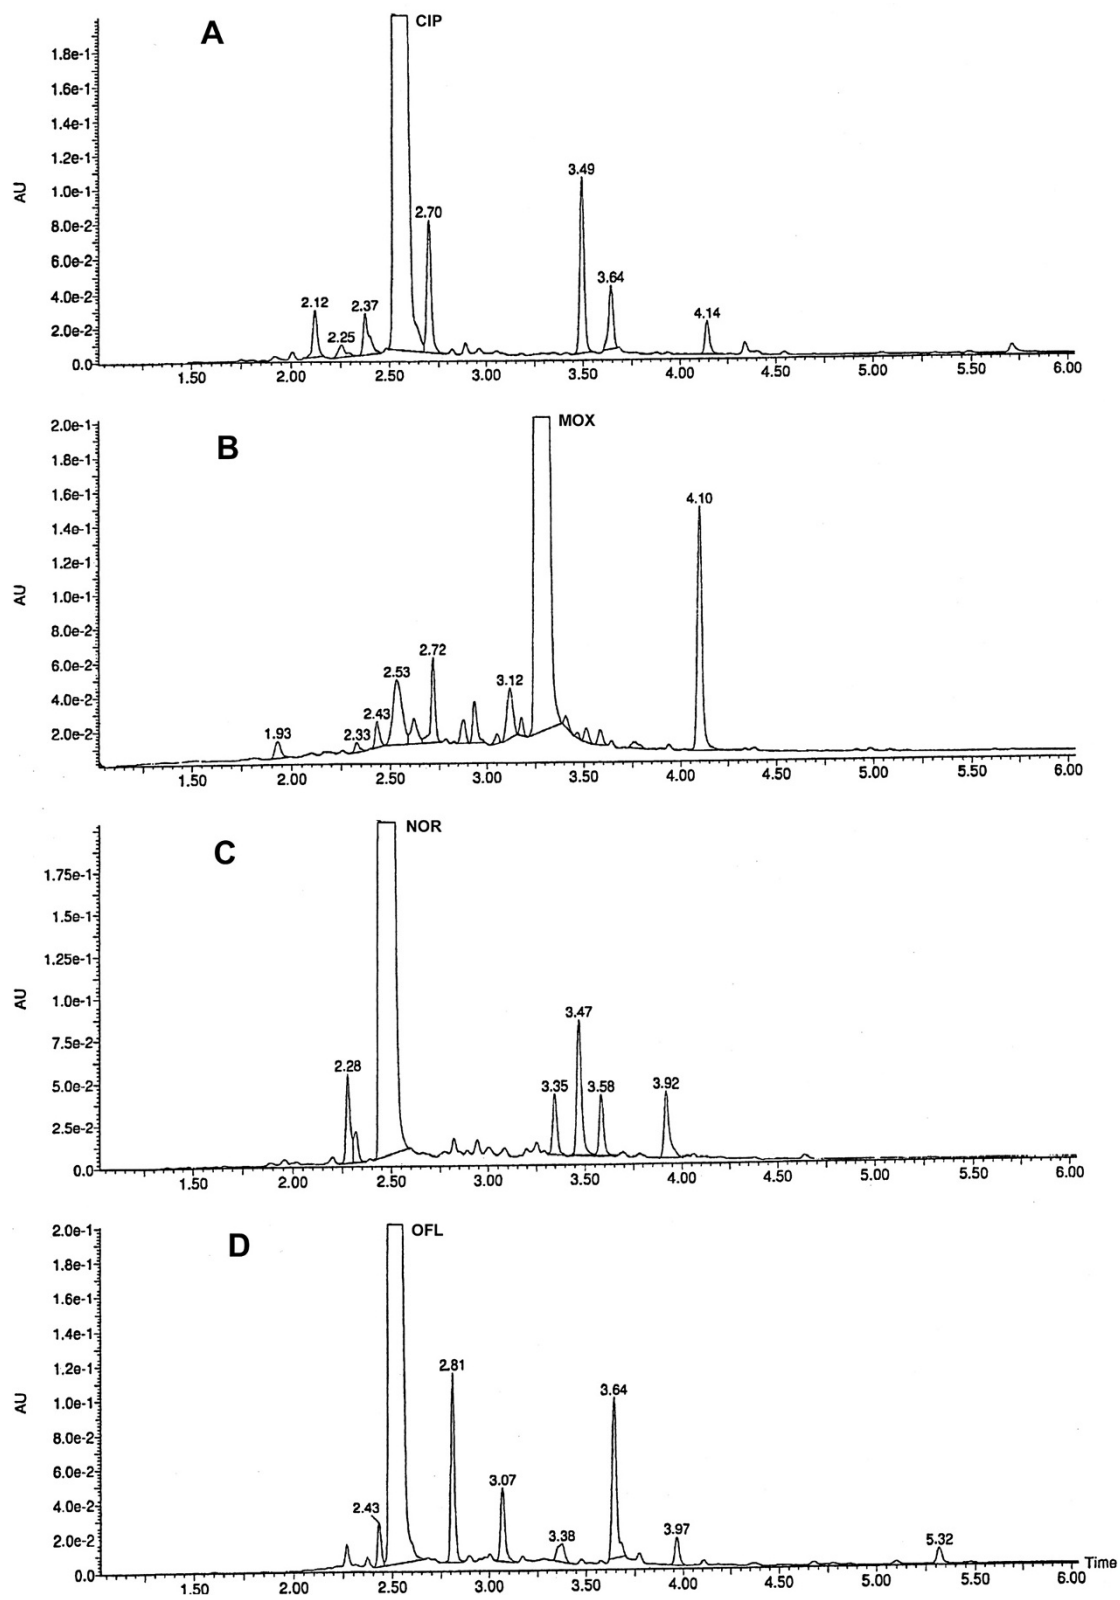 A
CIP
1.8e-1
1.6e-1
1.4e-1
1.2e-1
1.0e-1
8.0e-2
6.0e-2
4.0e-2
2.0e-2
0.0
AU
2.12
2.25
2.37
2.70
3.49
3.64
4.14
1.50 2.00 2.50 3.00 3.50 4.00 4.50 5.00 5.50 6.00
B
MOX
2.0e-1
1.8e-1
1.6e-1
1.4e-1
1.2e-1
1.0e-1
8.0e-2
6.0e-2
4.0e-2
2.0e-2
AU
1.93
2.33
2.43
2.53
2.72
3.12
4.10
1.50 2.00 2.50 3.00 3.50 4.00 4.50 5.00 5.50 6.00
C
NOR
1.75e-1
1.5e-1
1.25e-1
1.0e-1
7.5e-2
5.0e-2
2.5e-2
0.0
AU
2.28
3.35
3.47
3.58
3.92
1.50 2.00 2.50 3.00 3.50 4.00 4.50 5.00 5.50 6.00
D
OFL
2.0e-1
1.8e-1
1.6e-1
1.4e-1
1.2e-1
1.0e-1
8.0e-2
6.0e-2
4.0e-2
2.0e-2
0.0
AU
2.43
2.81
3.07
3.38
3.64
3.97
5.32
1.50 2.00 2.50 3.00 3.50 4.00 4.50 5.00 5.50 6.00 Time